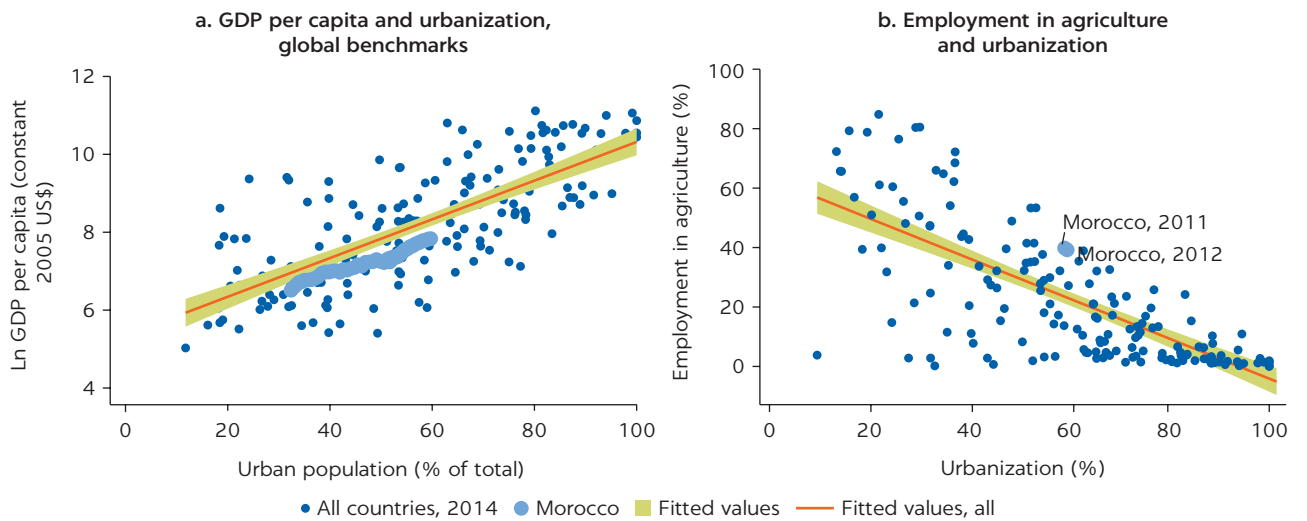 a. GDP per capita and urbanization,
global benchmarks
Ln GDP per capita (constant
2005 US$)
12
10
8
6
4
0
20
40
60
80
100
Urban population (% of total)
b. Employment in agriculture
and urbanization
Employment in agriculture (%)
100
80
60
40
20
0
Morocco, 2011
Morocco, 2012
0
20
40
60
80
100
Urbanization (%)
All countries, 2014 Morocco Fitted values Fitted values, all